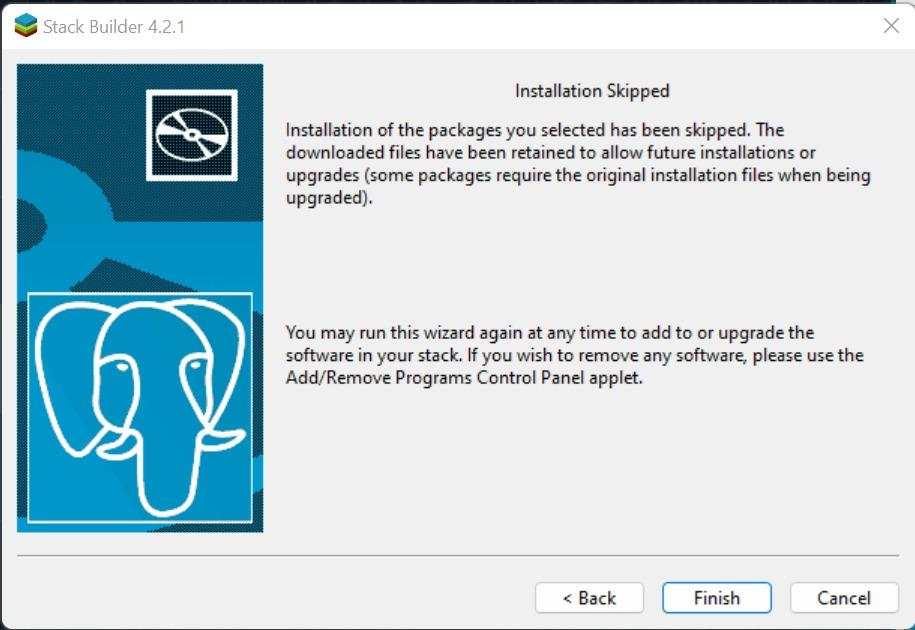 Stack Builder 4.2.1
Installation Skipped
Installation of the packages you selected has been skipped. The
downloaded files have been retained to allow future installations or
upgrades (some packages require the original installation files when being
upgraded).
You may run this wizard again at any time to add to or upgrade the
software in your stack. If you wish to remove any software, please use the
Add/Remove Programs Control Panel applet.
< Back
Finish
Cancel